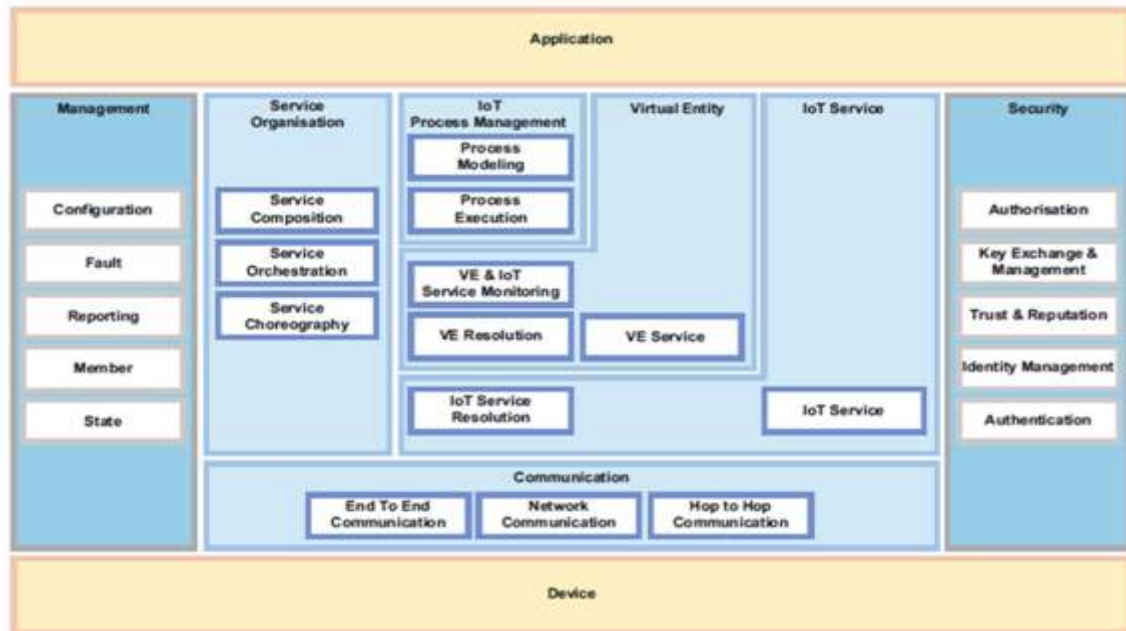 Application
Management
Configuration
Fault
Reporting
Member
State
Service
Organisation
Service
Composition
Service
Orchestration
Service
Choreography
IoT
Process Management
Process
Modeling
Process
Execution
Virtual Entity
VE & IoT
Service Monitoring
VE Resolution
VE Service
IoT Service
IoT Service
Resolution
IoT Service
Communication
End To End
Communication
Network
Communication
Hop to Hop
Communication
Security
Authorisation
Key Exchange &
Management
Trust & Reputation
Identity Management
Authentication
Device